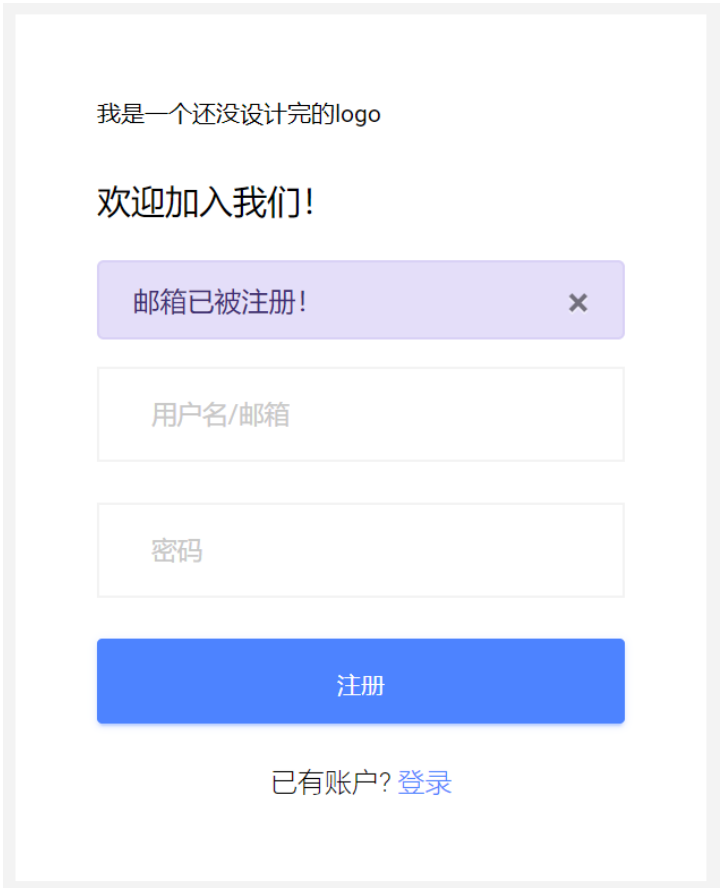 我是一个还没设计完的logo
欢迎加入我们！
邮箱已被注册！ ×
用户名/邮箱
密码
注册
已有账户? 登录